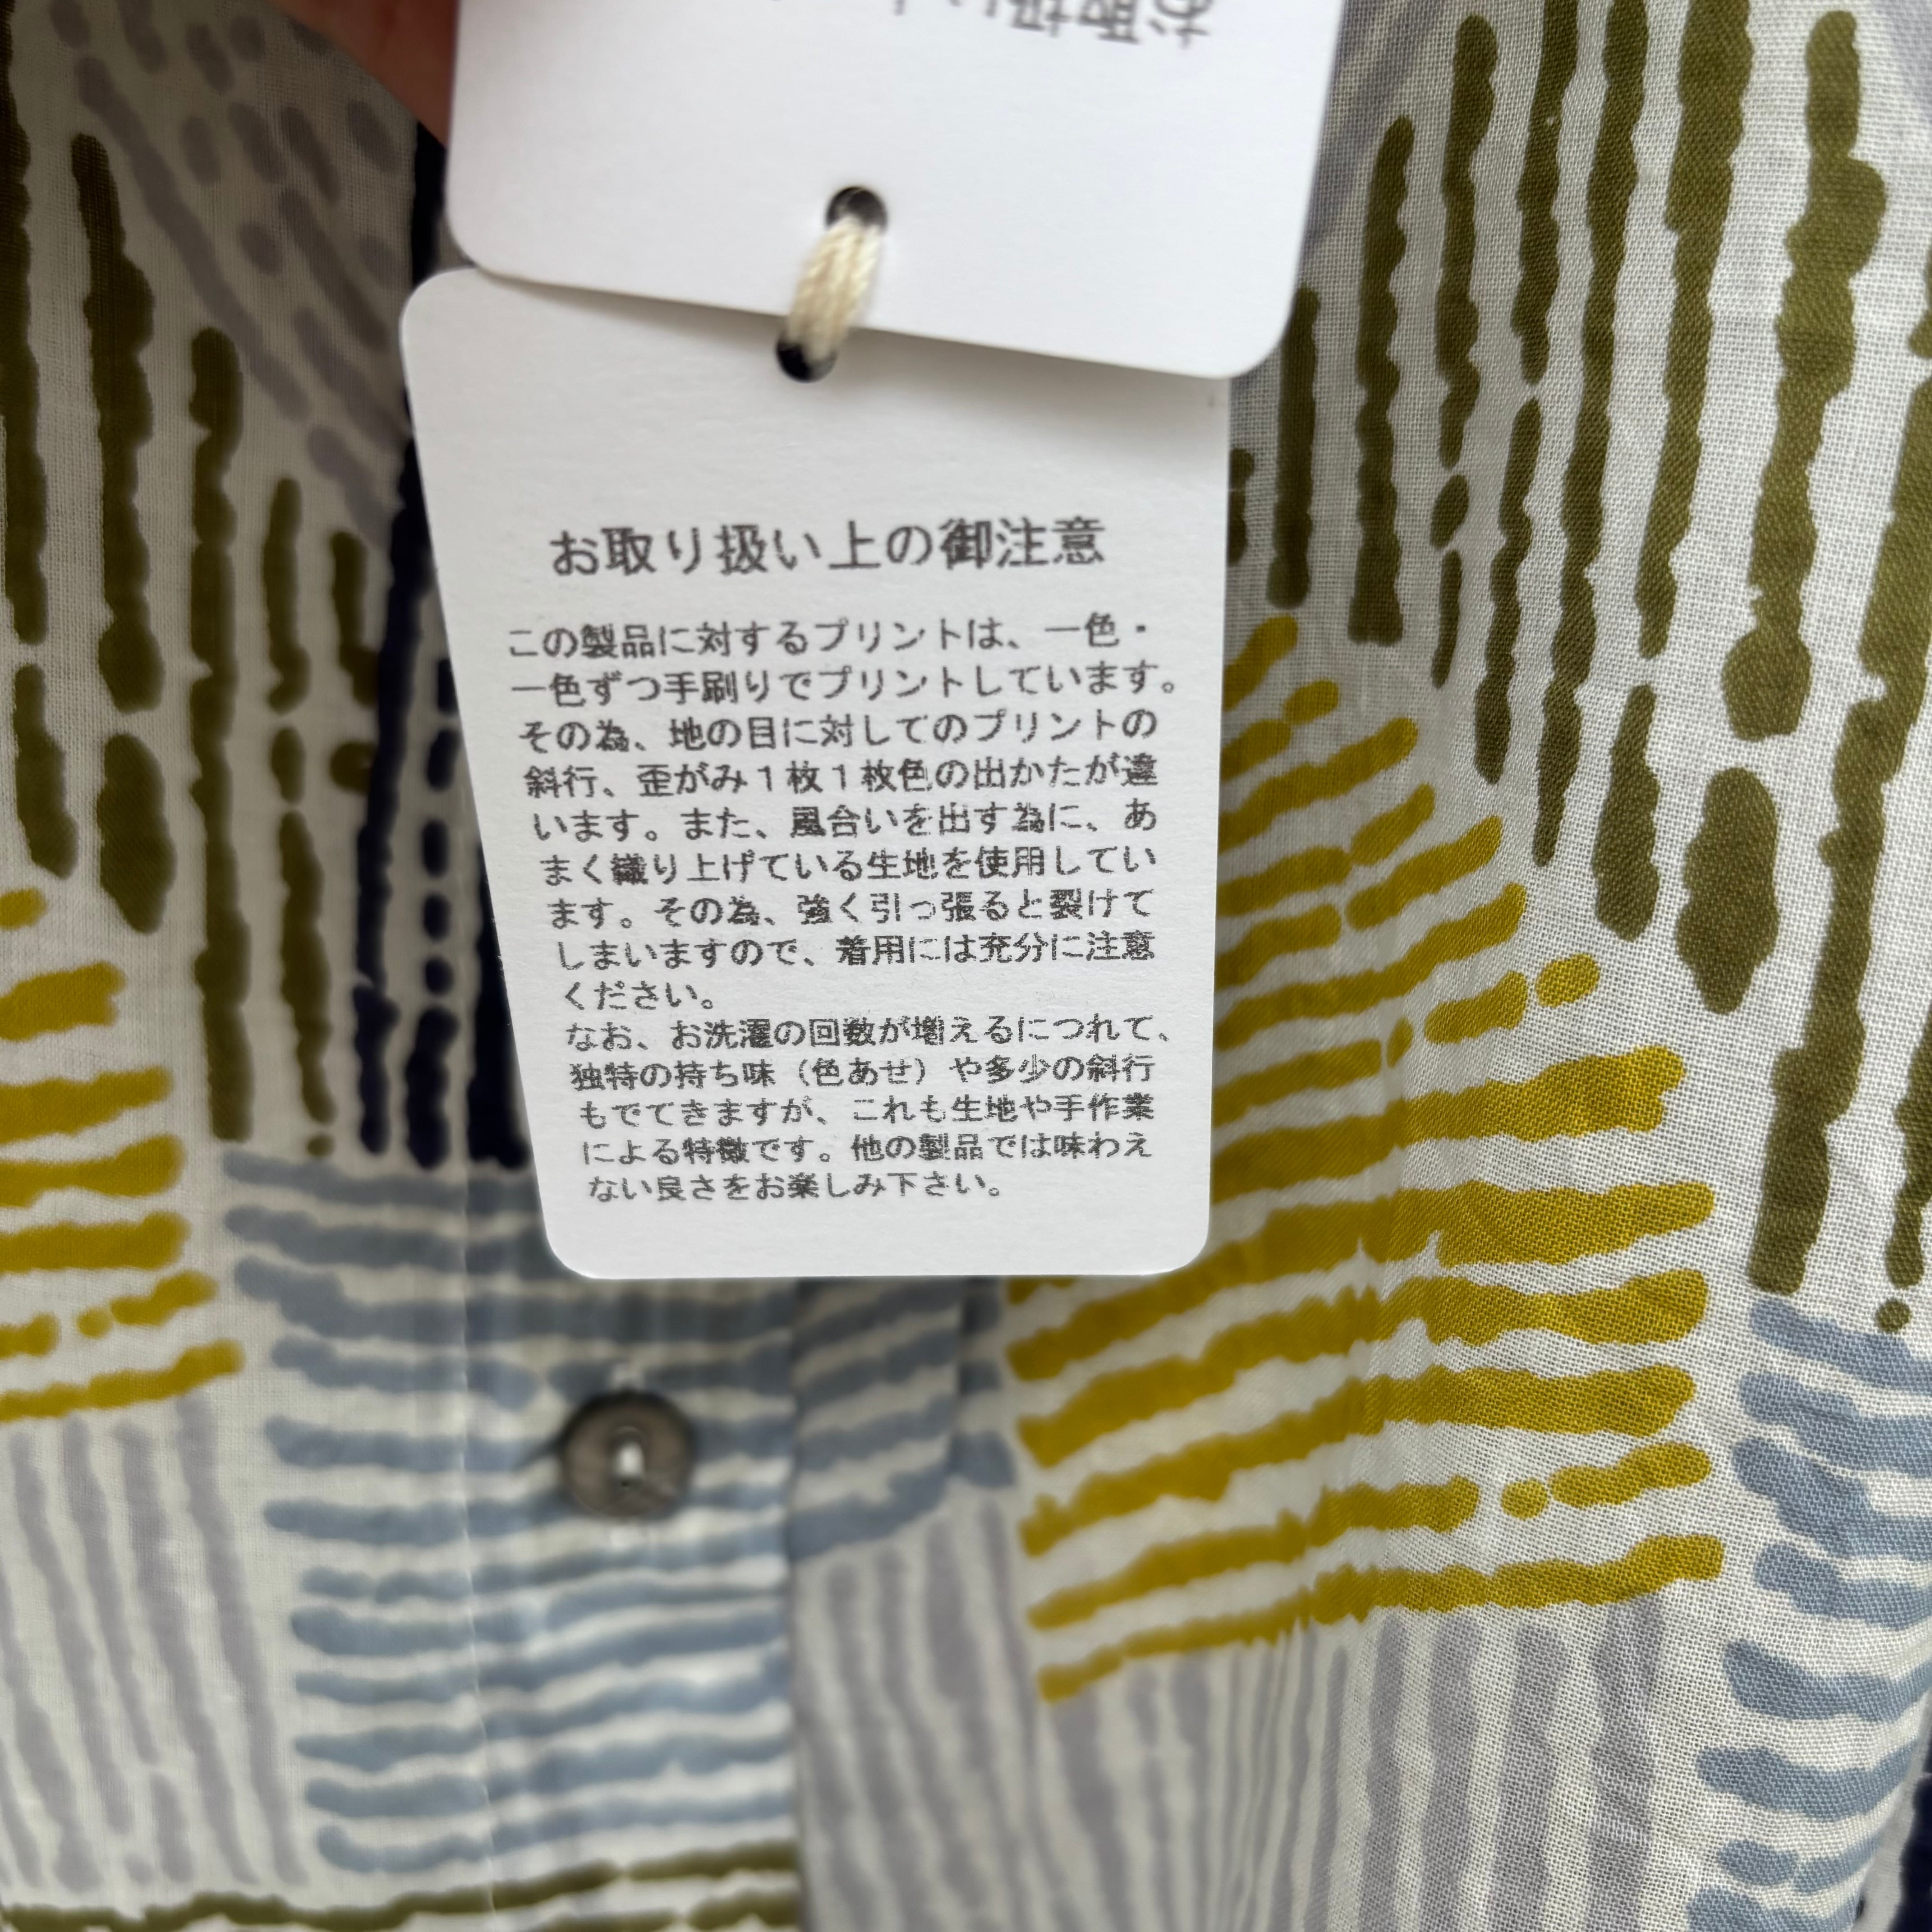 お取り扱い上の御注意
この製品に対するプリントは、一色・
一色ずつ手刷りでプリントしています。
その為、地の目に対してのプリントの
斜行、歪がみ1枚1枚色の出かたが違
います。また、風合いを出す為に、あ
まく織り上げている生地を使用してい
ます。その為、強く引っ張ると裂けて
しまいますので、着用には充分に注意
ください。
なお、お洗濯の回数が増えるにつれて、
独特の持ち味（色あせ）や多少の斜行
もでてきますが、これも生地や手作業
による特徴です。他の製品では味わえ
ない良さをお楽しみ下さい。